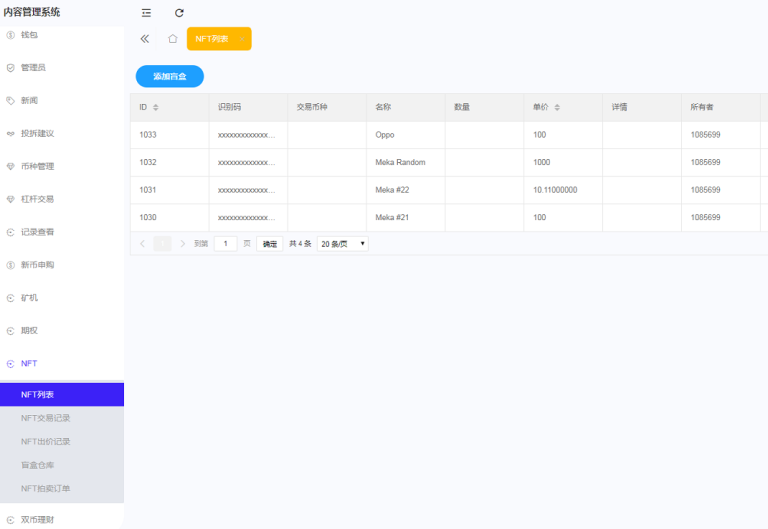 内容管理系统
钱包
管理员
新闻
投拆建议
币种管理
杠杆交易
记录查看
新币申购
矿机
期权
NFT
NFT列表
NFT交易记录
NFT出价记录
盲盒仓库
NFT拍卖订单
双币理财
NFT列表
添加盲盒
ID 识别码 交易币种 名称 数量 单价 详情 所有者
1033 xxxxxxxxxxxxx... Oppo 100 1085699
1032 xxxxxxxxxxxxx... Meka Random 1000 1085699
1031 xxxxxxxxxxxxx... Meka #22 10.11000000 1085699
1030 xxxxxxxxxxxxx... Meka #21 100 1085699
1 到第 1 页 确定 共 4 条 20 条/页